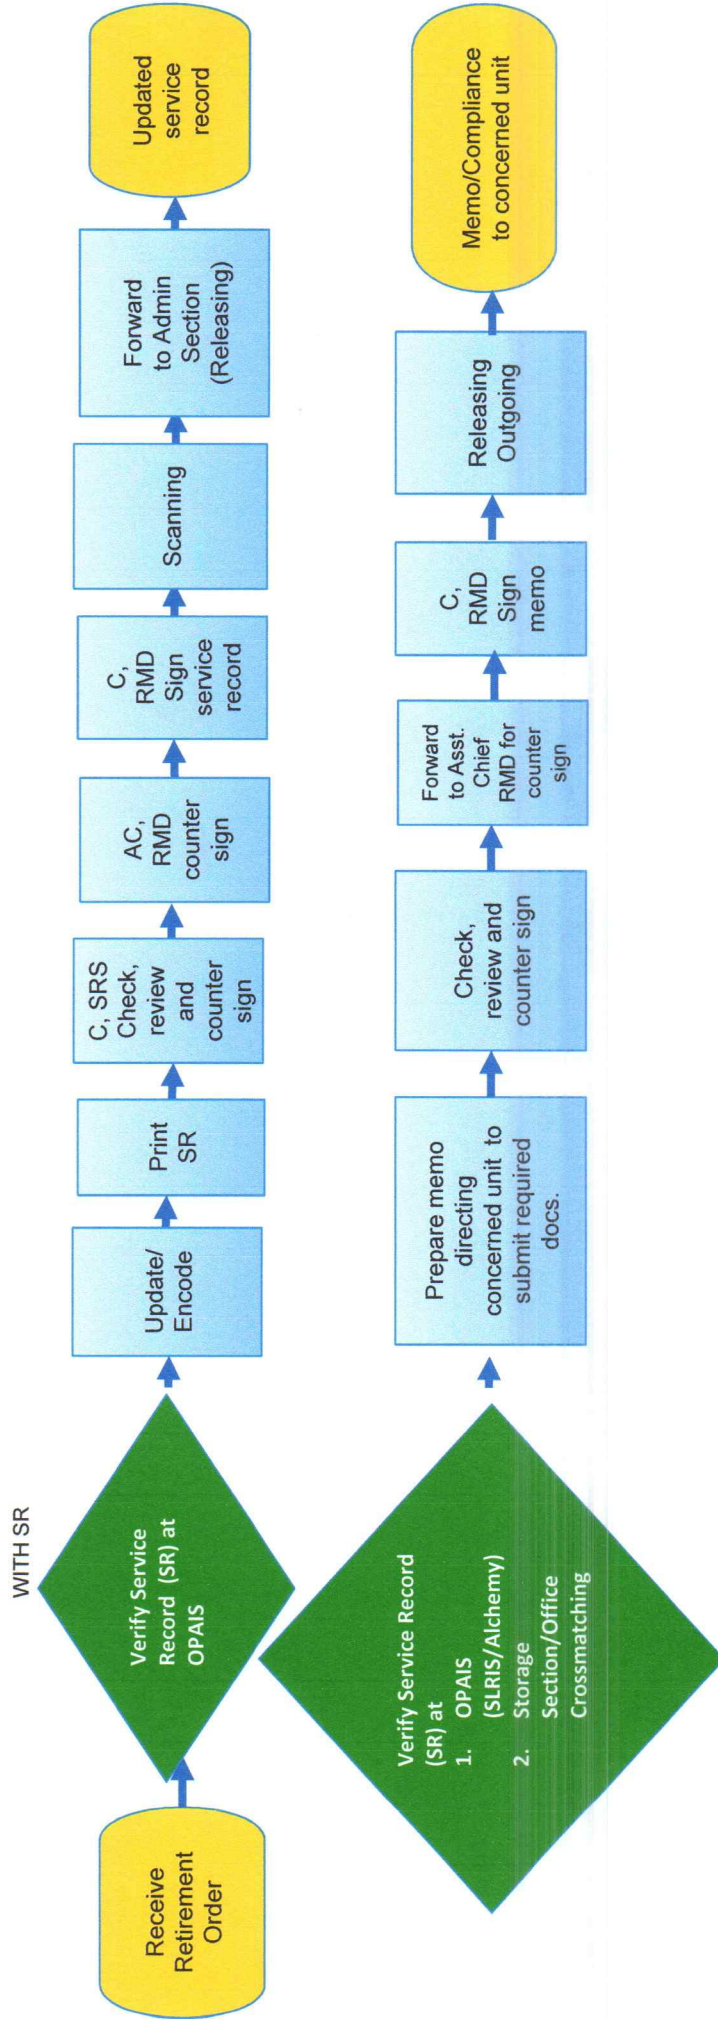 WITH SR
Receive
Retirement
Order
Verify Service
Record (SR) at
OPAIS
Update/
Encode
Print
SR
C, SRS
Check,
review
and
counter
sign
AC,
RMD
counter
sign
C,
RMD
Sign
service
record
Scanning
Forward
to Admin
Section
(Releasing)
Updated
service
record
Verify Service Record
(SR) at
1. OPAIS
(SLRIS/Alchemy)
2. Storage
Section/Office
Crossmatching
Prepare memo
directing
concerned unit to
submit required
docs.
Check,
review and
counter sign
Forward
to Asst.
Chief
RMD for
counter
sign
C,
RMD
Sign
memo
Releasing
Outgoing
Memo/Compliance
to concerned unit